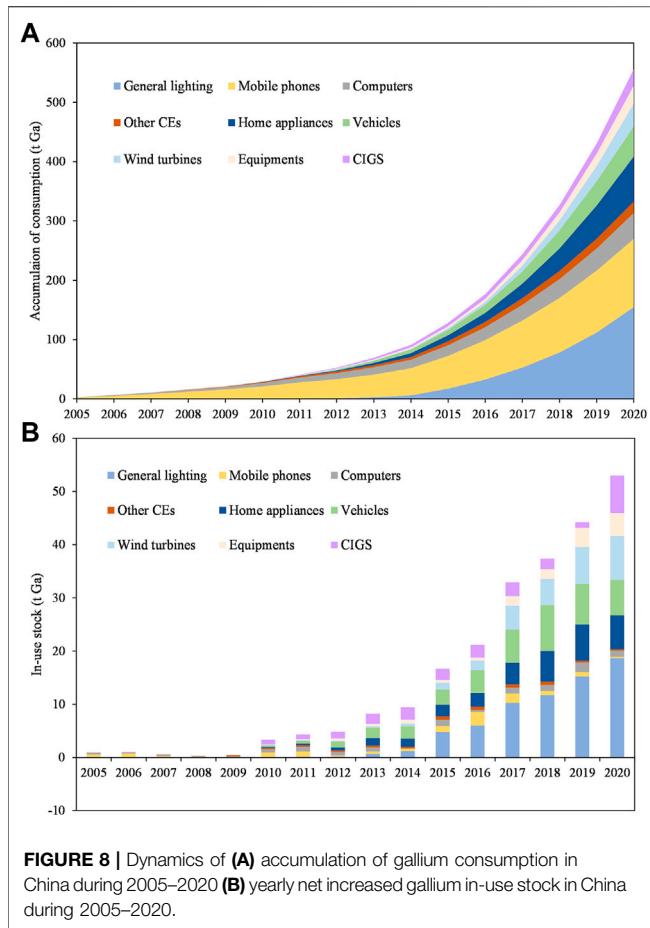 A
600
500
400
300
200
100
0
Accumulaion of consumption (t Ga)
General lighting Mobile phones Computers
Other CEs Home appliances Vehicles
Wind turbines Equipments CIGS
2005 2006 2007 2008 2009 2010 2011 2012 2013 2014 2015 2016 2017 2018 2019 2020
B
60
50
40
30
20
10
0
-10
In-use stock (t Ga)
General lighting Mobile phones Computers
Other CEs Home appliances Vehicles
Wind turbines Equipments CIGS
2005 2006 2007 2008 2009 2010 2011 2012 2013 2014 2015 2016 2017 2018 2019 2020
FIGURE 8 | Dynamics of (A) accumulation of gallium consumption in
China during 2005–2020 (B) yearly net increased gallium in-use stock in China
during 2005–2020.